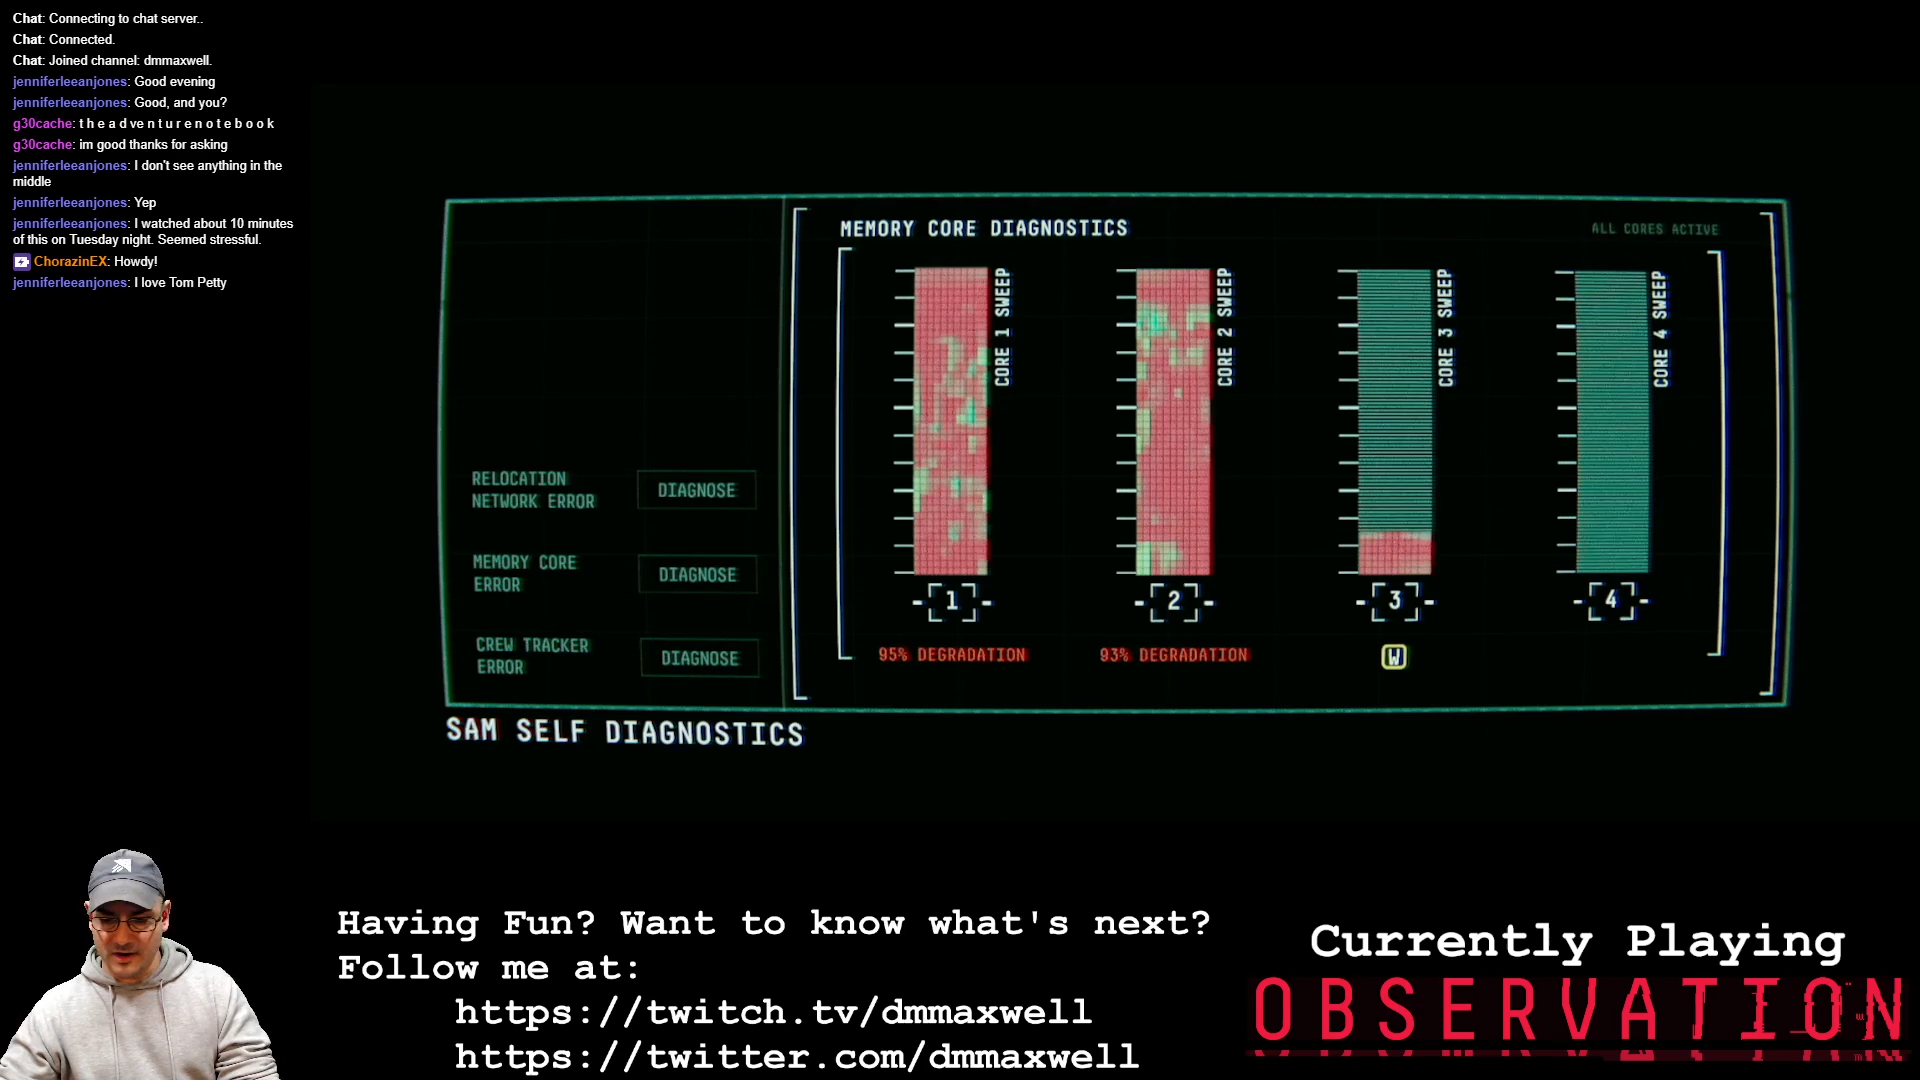 Chat: Connecting to chat server..
Chat: Connected.
Chat: Joined channel: dmmaxwell.
jenniferleeanjones: Good evening
jenniferleeanjones: Good, and you?
g30cache: t h e a d v e n t u r e n o t e b o o k
g30cache: im good thanks for asking
jenniferleeanjones: I don't see anything in the
middle
jenniferleeanjones: Yep
jenniferleeanjones: I watched about 10 minutes
of this on Tuesday night. Seemed stressful.
ChorazinEX: Howdy!
jenniferleeanjones: I love Tom Petty
MEMORY CORE DIAGNOSTICS
ALL CORES ACTIVE
CORE 1 SWEEP
CORE 2 SWEEP
CORE 3 SWEEP
CORE 4 SWEEP
RELOCATION
NETWORK ERROR
DIAGNOSE
MEMORY CORE
ERROR
DIAGNOSE
CREW TRACKER
ERROR
DIAGNOSE
1
2
3
4
95% DEGRADATION
93% DEGRADATION
W
SAM SELF DIAGNOSTICS
Having Fun? Want to know what's next?
Follow me at:
https://twitch.tv/dmmaxwell
https://twitter.com/dmmaxwell
Currently Playing
OBSERVATION